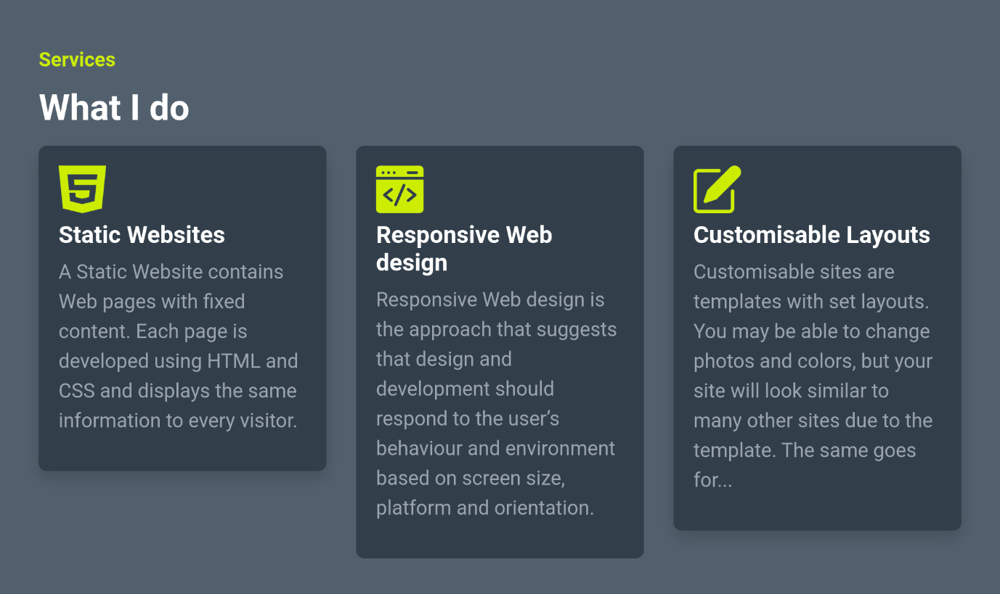 Services
What I do
Static Websites
A Static Website contains
Web pages with fixed
content. Each page is
developed using HTML and
CSS and displays the same
information to every visitor.
Responsive Web
design
Responsive Web design is
the approach that suggests
that design and
development should
respond to the user’s
behaviour and environment
based on screen size,
platform and orientation.
Customisable Layouts
Customisable sites are
templates with set layouts.
You may be able to change
photos and colors, but your
site will look similar to
many other sites due to the
template. The same goes
for...